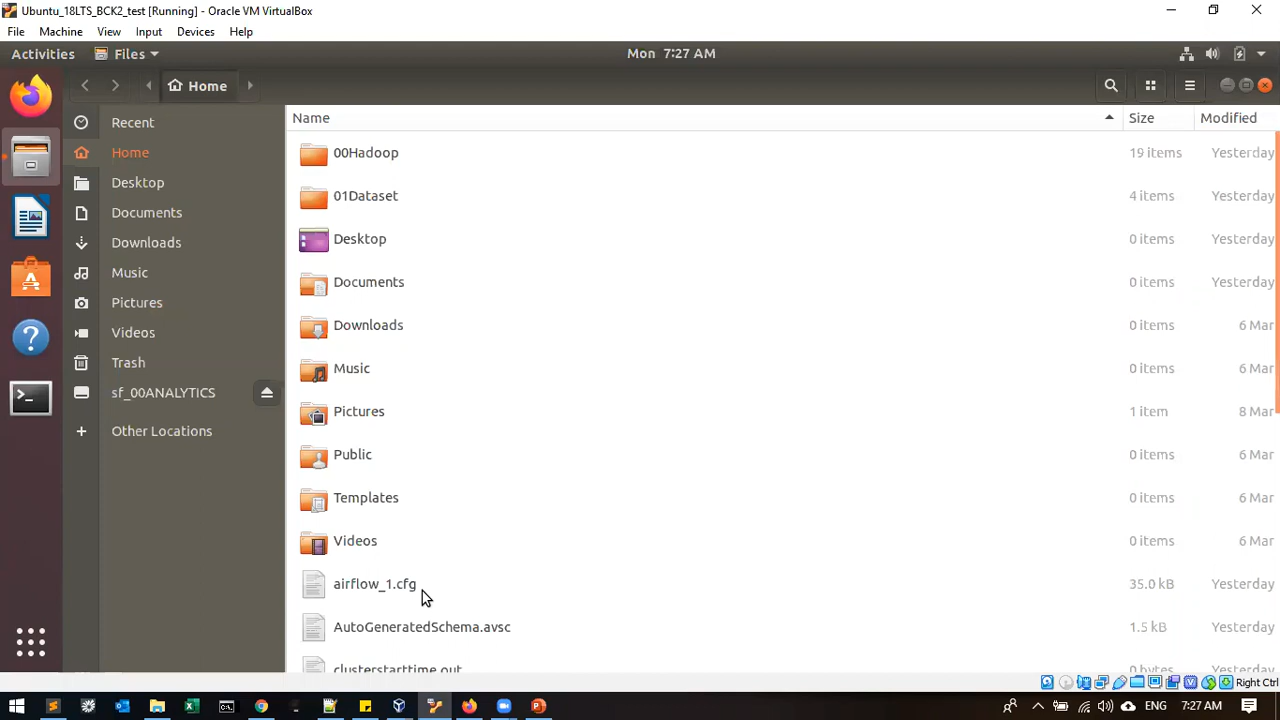 Ubuntu_18LTS_BCK2_test [Running] - Oracle VM VirtualBox
File Machine View Input Devices Help
Activities Files Mon 7:27 AM
Home
Recent
Home
Desktop
Documents
Downloads
Music
Pictures
Videos
Trash
sf_00ANALYTICS
Other Locations
Name Size Modified
00Hadoop 19 items Yesterday
01Dataset 4 items Yesterday
Desktop 0 items Yesterday
Documents 0 items Yesterday
Downloads 0 items 6 Mar
Music 0 items 6 Mar
Pictures 1 item 8 Mar
Public 0 items 6 Mar
Templates 0 items 6 Mar
Videos 0 items 6 Mar
airflow_1.cfg 35.0 kB Yesterday
AutoGeneratedSchema.avsc 1.5 kB Yesterday
clusterstarttime.out 0 bytes Yesterday
Right Ctrl
ENG 7:27 AM